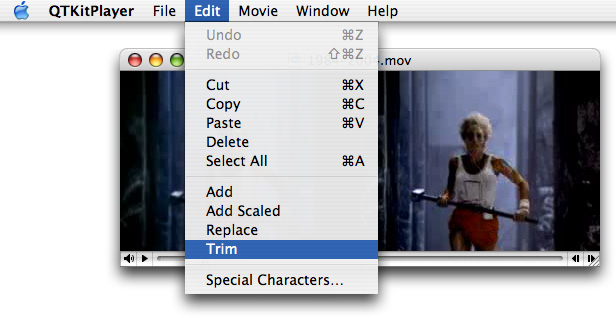 QTKitPlayer File Edit Movie Window Help
Undo ⌘Z
Redo ⇧⌘Z
.mov
Cut ⌘X
Copy ⌘C
Paste ⌘V
Delete
Select All ⌘A
Add
Add Scaled
Replace
Trim
Special Characters...